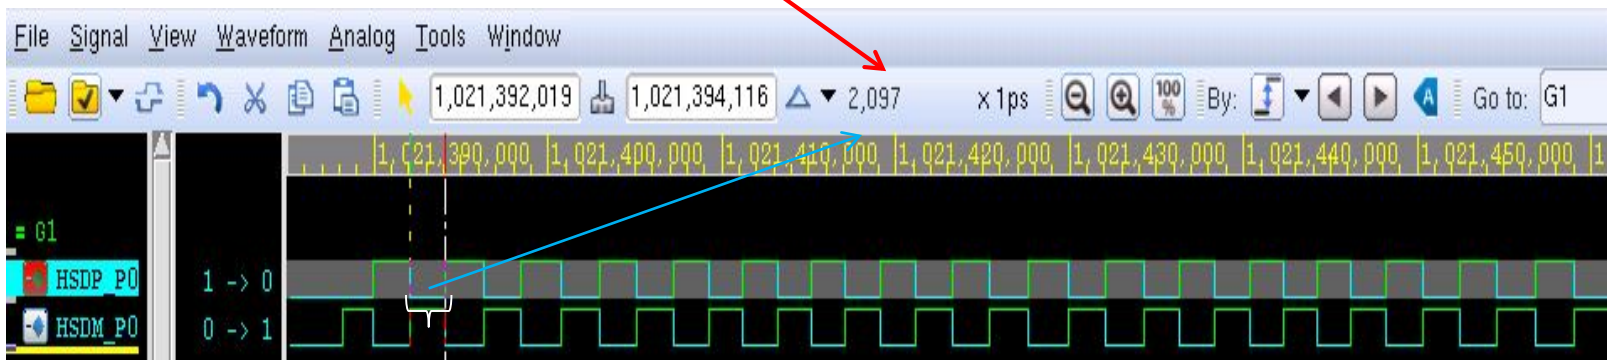 File Signal View Waveform Analog Tools Window
1,021,392,019 1,021,394,116 2,097 x 1ps 100 % By: A Go to: G1
1,021,390,000 1,021,400,000 1,021,410,000 1,021,420,000 1,021,430,000 1,021,440,000 1,021,450,000 1
= G1
HSDP_P0 1 -> 0
HSDM_P0 0 -> 1